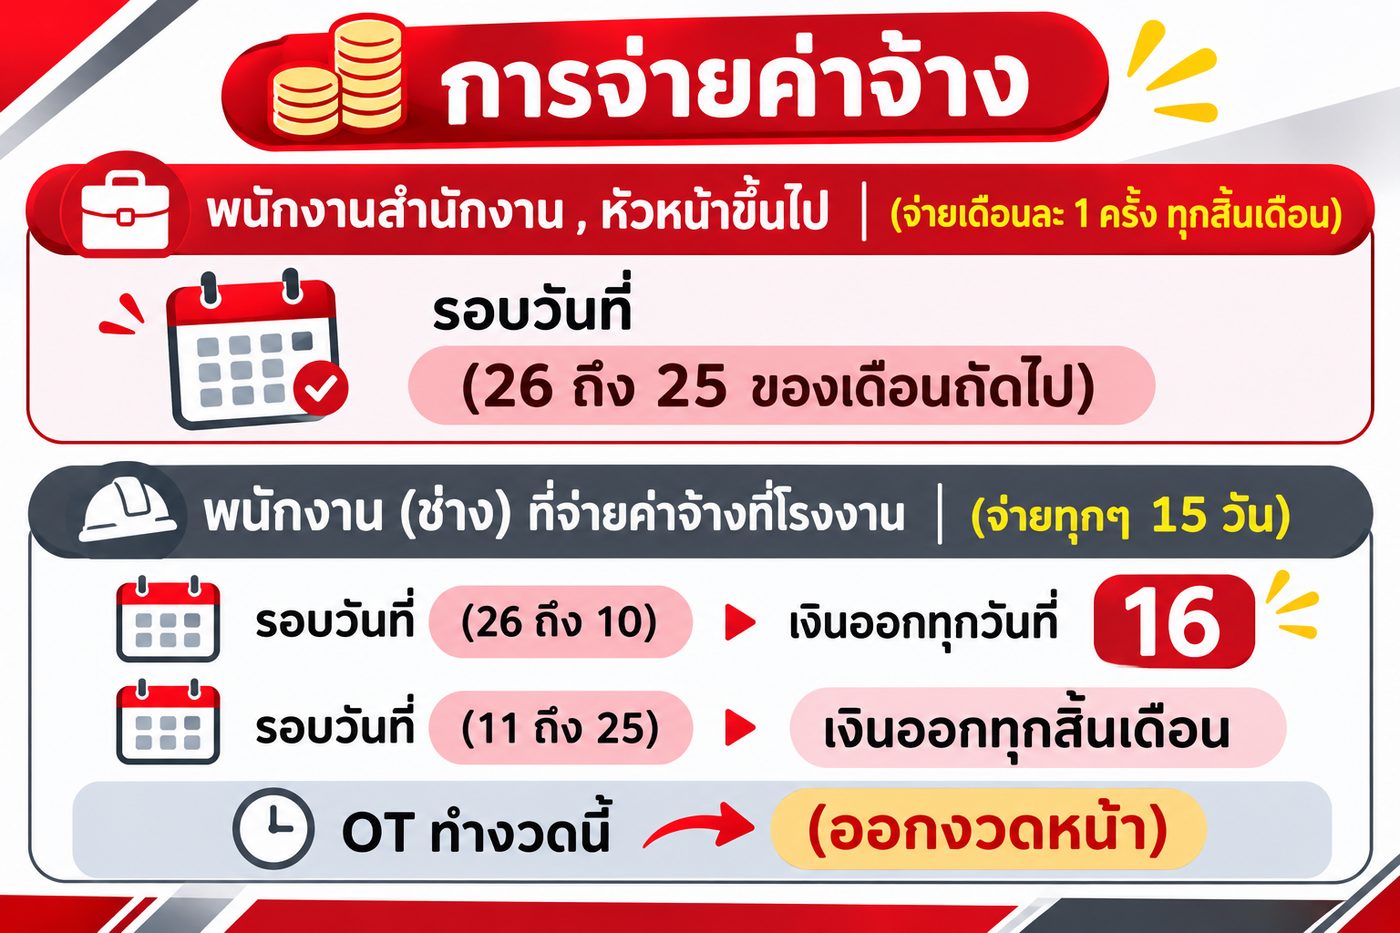 การจ่ายค่าจ้าง
พนักงานสำนักงาน , หัวหน้าขึ้นไป | (จ่ายเดือนละ 1 ครั้ง ทุกสิ้นเดือน)
รอบวันที่
(26 ถึง 25 ของเดือนถัดไป)
พนักงาน (ช่าง) ที่จ่ายค่าจ้างที่โรงงาน | (จ่ายทุกๆ 15 วัน)
รอบวันที่ (26 ถึง 10) เงินออกทุกวันที่ 16
รอบวันที่ (11 ถึง 25) เงินออกทุกสิ้นเดือน
OT ทำงวดนี้ (ออกงวดหน้า)